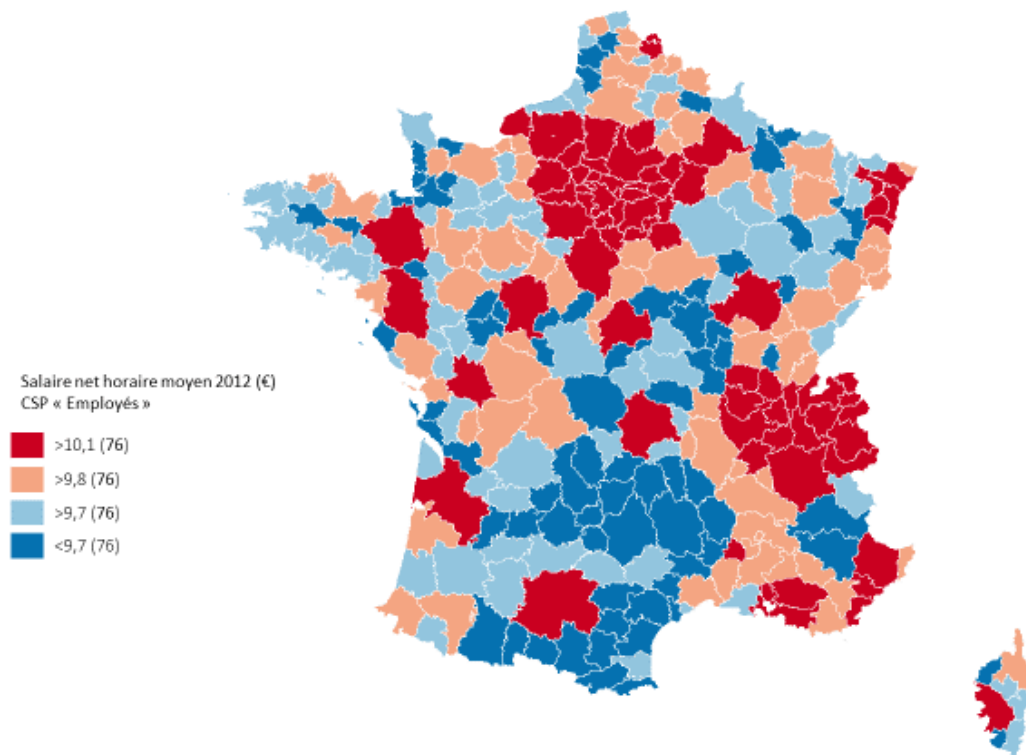 Salaire net horaire moyen 2012 (€)
CSP « Employés »
>10,1 (76)
>9,8 (76)
>9,7 (76)
<9,7 (76)